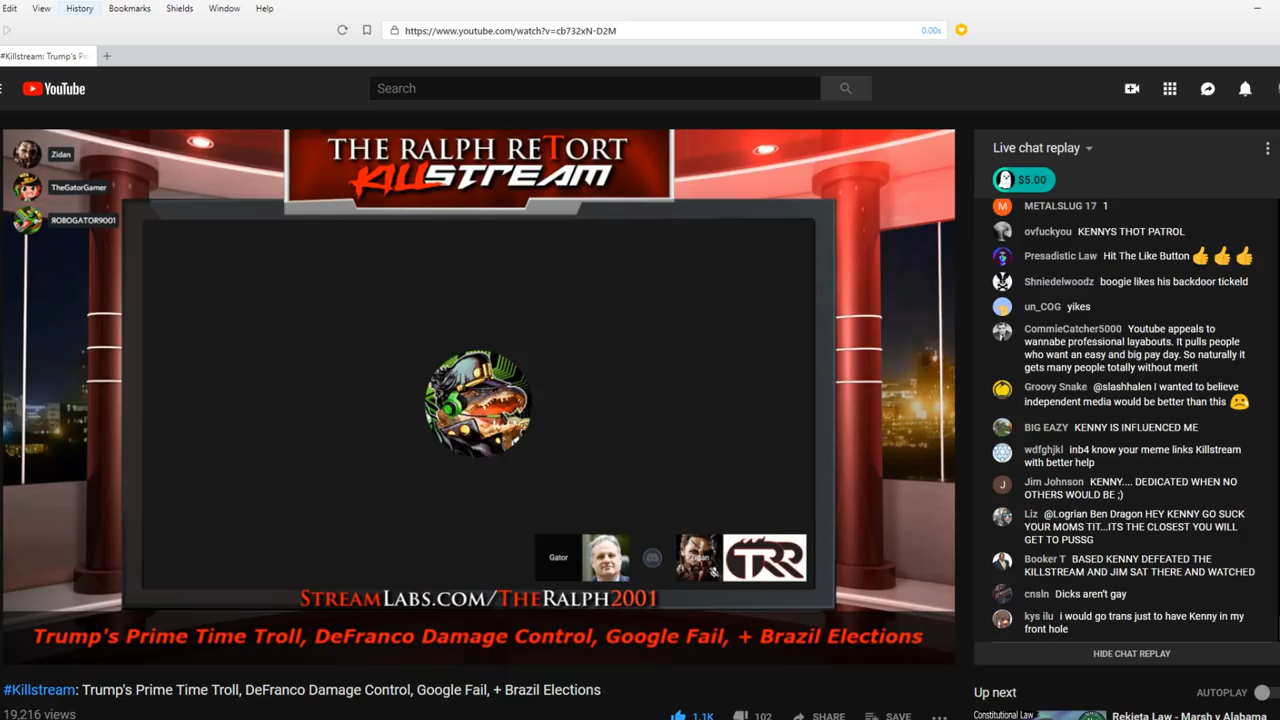 Edit View History Bookmarks Shields Window Help
https://www.youtube.com/watch?v=cb732xN-D2M 0.00s
#Killstream: Trump's Pri
YouTube
Search
Zidan
TheGatorGamer
ЯOBOGATOR9001
THE RALPH RETORT
KILLSTREAM
Gator
Zidan
TRR
STREAMLABS.COM/THERALPH2001
Trump's Prime Time Troll, DeFranco Damage Control, Google Fail, + Brazil Elections
#Killstream: Trump's Prime Time Troll, DeFranco Damage Control, Google Fail, + Brazil Elections
19,216 views
1.1K 102 SHARE SAVE
Live chat replay
$5.00
M METALSLUG 17 1
ovfuckyou KENNYS THOT PATROL
Presadistic Law Hit The Like Button 👍 👍 👍
Shniedelwoodz boogie likes his backdoor tickeld
un_COG yikes
CommieCatcher5000 Youtube appeals to
wannabe professional layabouts. It pulls people
who want an easy and big pay day. So naturally it
gets many people totally without merit
Groovy Snake @slashhalen I wanted to believe
independent media would be better than this ☹️
BIG EAZY KENNY IS INFLUENCED ME
wdfghjkl inb4 know your meme links Killstream
with better help
J Jim Johnson KENNY.... DEDICATED WHEN NO
OTHERS WOULD BE ;)
Liz @Logrian Ben Dragon HEY KENNY GO SUCK
YOUR MOMS TIT...ITS THE CLOSEST YOU WILL
GET TO PUSSG
Booker T BASED KENNY DEFEATED THE
KILLSTREAM AND JIM SAT THERE AND WATCHED
cnsln Dicks aren't gay
kys ilu i would go trans just to have Kenny in my
front hole
HIDE CHAT REPLAY
Up next AUTOPLAY
Constitutional Law
Rekieta Law - Marsh v Alabama